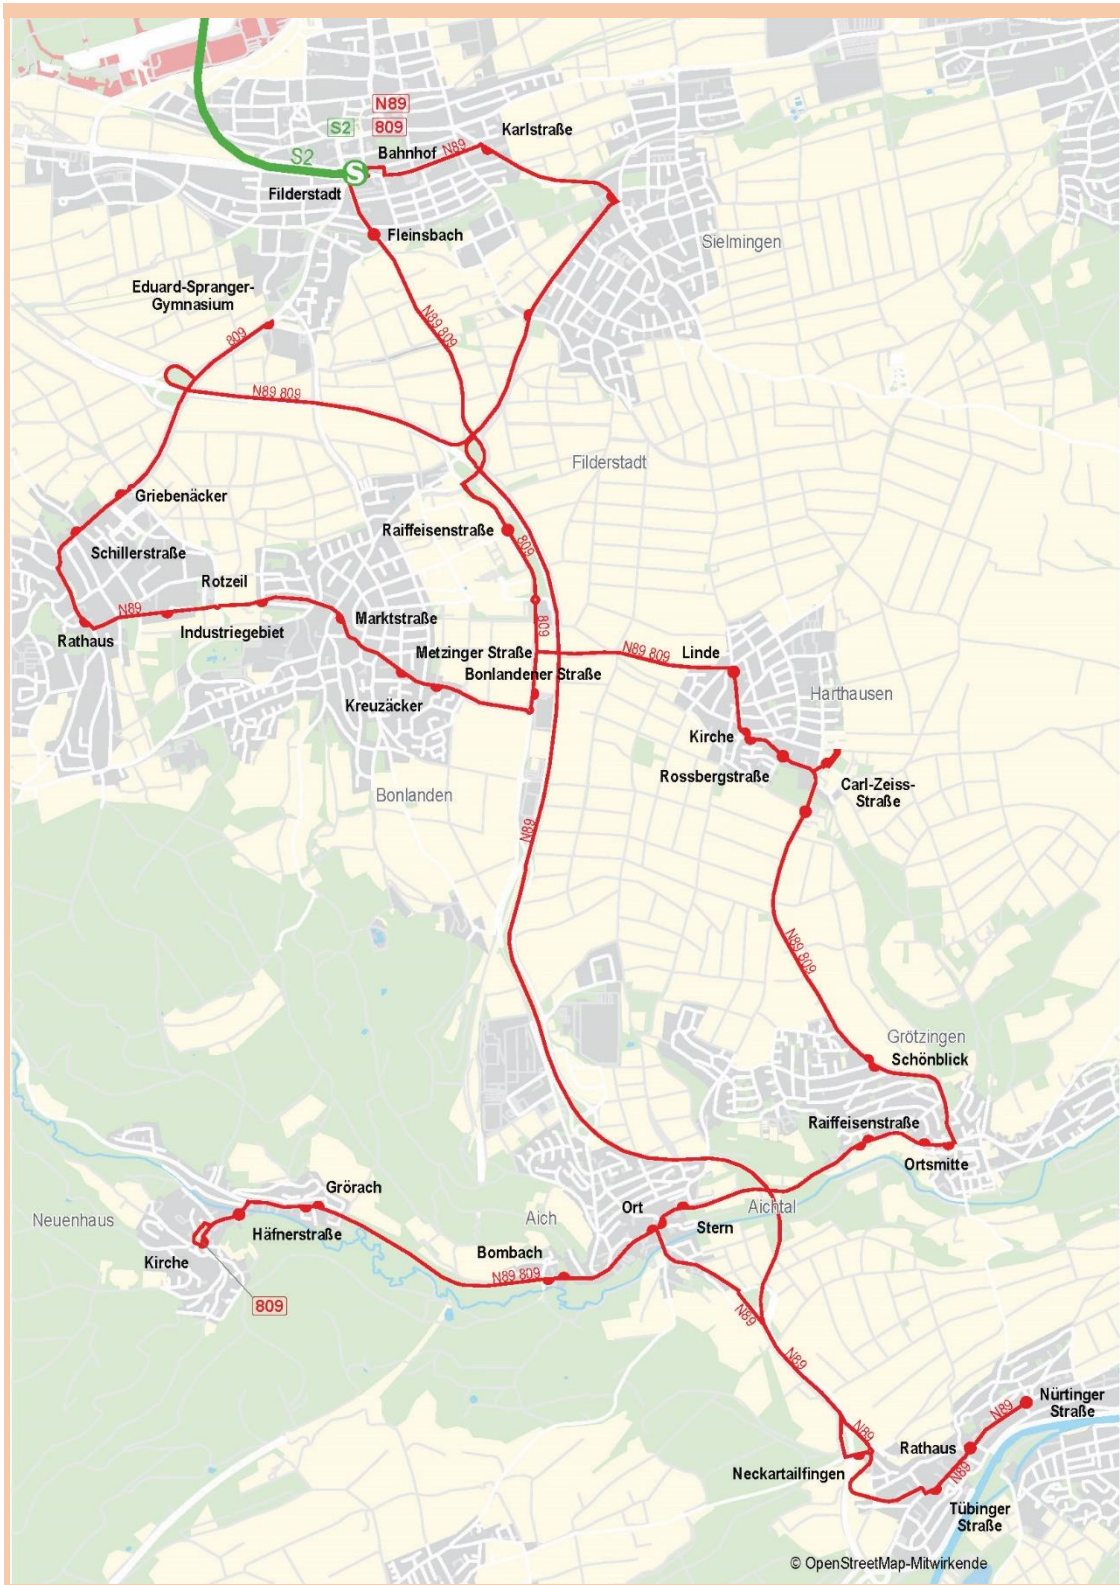 N89
S2
809
Karlstraße
Bahnhof
N89
S2
S
Filderstadt
Fleinsbach
Sielmingen
Eduard-Spranger-
Gymnasium
809
N89 809
N89 809
Filderstadt
Griebenäcker
Raiffeisenstraße
809
Schillerstraße
Rotzeil
N89
Industriegebiet
Marktstraße
809
Rathaus
Metzinger Straße
N89 809
Linde
Bonlandener Straße
Kreuzäcker
Harthausen
Kirche
Rossbergstraße
Carl-Zeiss-
Straße
Bonlanden
N89
N89 809
Grötzingen
Schönblick
Raiffeisenstraße
Ortsmitte
Grörach
Neuenhaus
Häfnerstraße
Aich
Ort
Aichtal
Stern
Kirche
Bombach
N89 809
809
N89
N89
Nürtinger
Straße
N89
N89
Rathaus
Neckartailfingen
N89
Tübinger
Straße
© OpenStreetMap-Mitwirkende